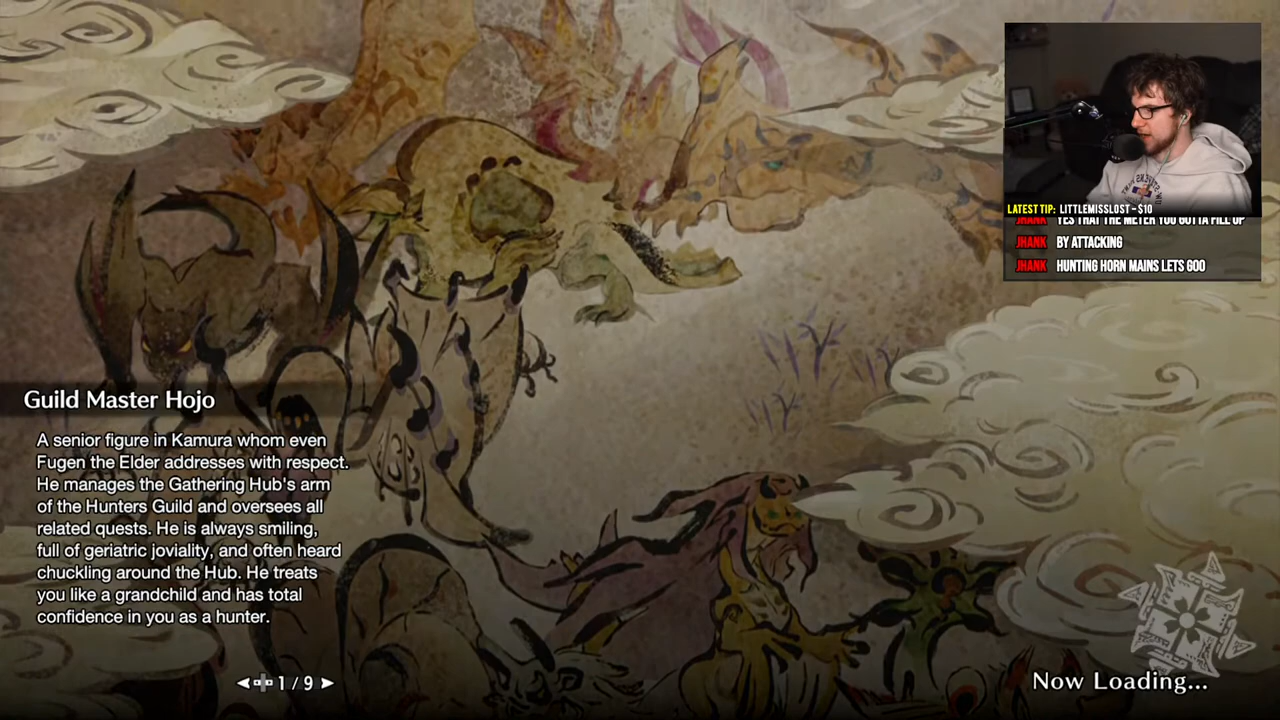 LATEST TIP: LITTLEMISSLOST - $10
JHANK YES THAT THE METER YOU GOTTA FILL UP
JHANK BY ATTACKING
JHANK HUNTING HORN MAINS LETS GOO
Guild Master Hojo
A senior figure in Kamura whom even
Fugen the Elder addresses with respect.
He manages the Gathering Hub's arm
of the Hunters Guild and oversees all
related quests. He is always smiling,
full of geriatric joviality, and often heard
chuckling around the Hub. He treats
you like a grandchild and has total
confidence in you as a hunter.
1 / 9
Now Loading...